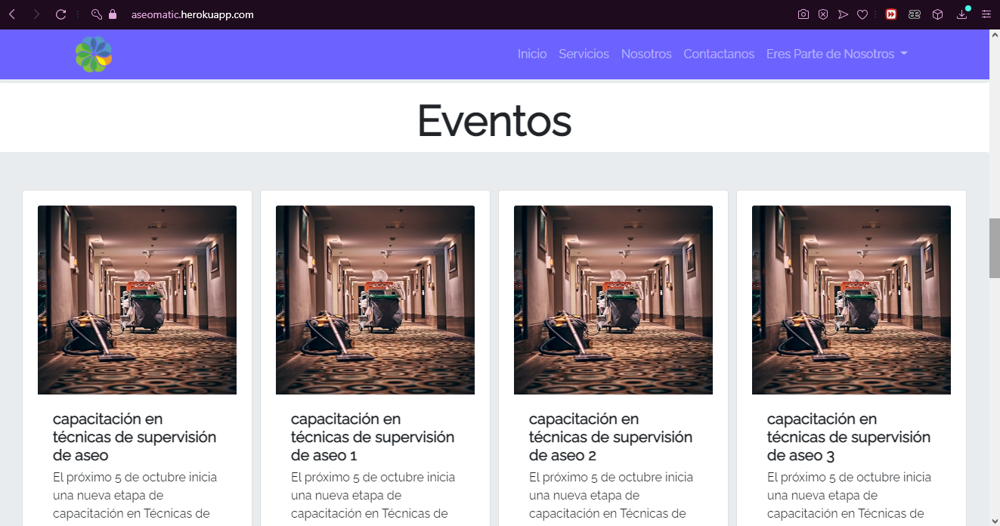 aseomatic.herokuapp.com
Inicio Servicios Nosotros Contactanos Eres Parte de Nosotros
Eventos
capacitación en
técnicas de supervisión
de aseo
El próximo 5 de octubre inicia
una nueva etapa de
capacitación en Técnicas de
capacitación en
técnicas de supervisión
de aseo 1
El próximo 5 de octubre inicia
una nueva etapa de
capacitación en Técnicas de
capacitación en
técnicas de supervisión
de aseo 2
El próximo 5 de octubre inicia
una nueva etapa de
capacitación en Técnicas de
capacitación en
técnicas de supervisión
de aseo 3
El próximo 5 de octubre inicia
una nueva etapa de
capacitación en Técnicas de